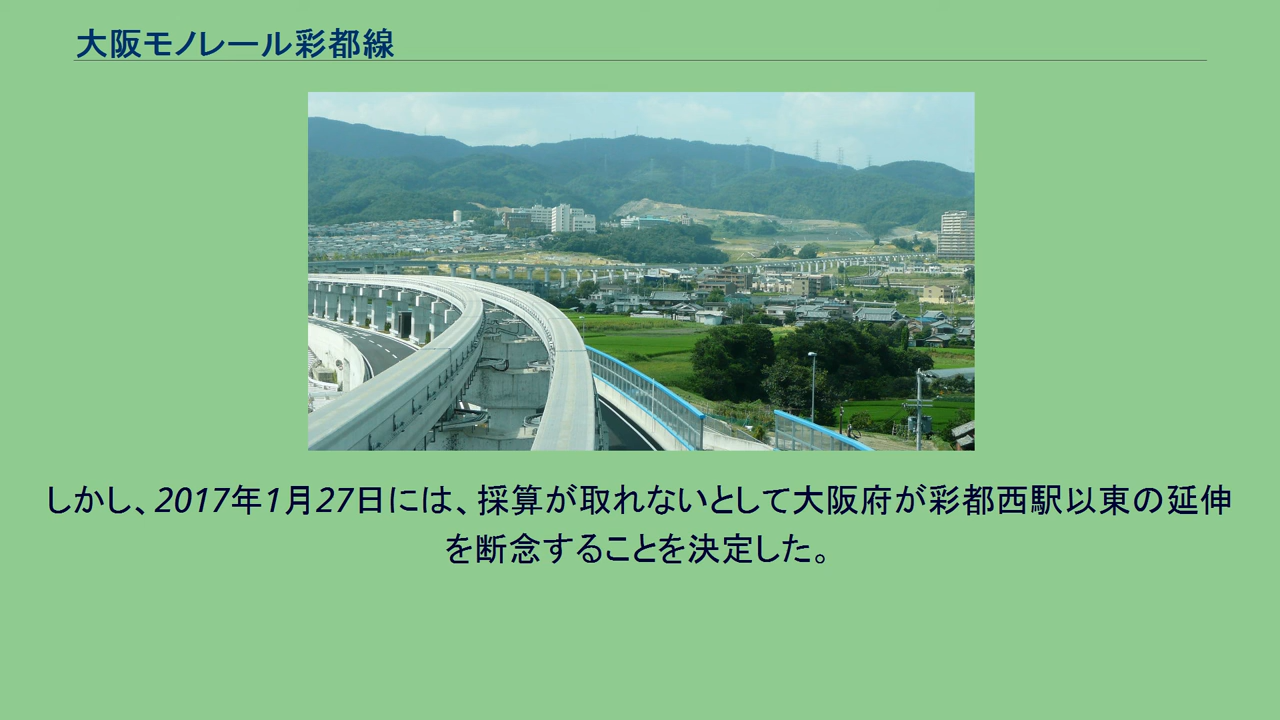 大阪モノレール彩都線
しかし、2017年1月27日には、採算が取れないとして大阪府が彩都西駅以東の延伸
を断念することを決定した。